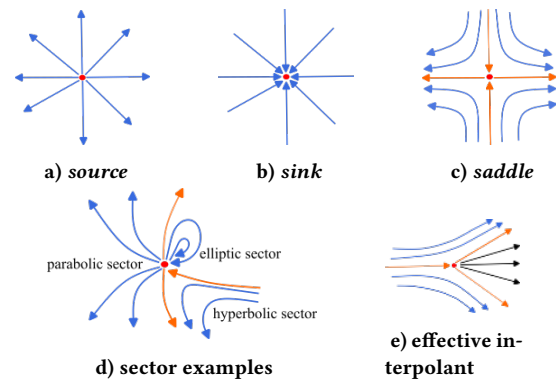 a) source
b) sink
c) saddle
elliptic sector
parabolic sector
hyperbolic sector
d) sector examples
e) effective in-
terpolant